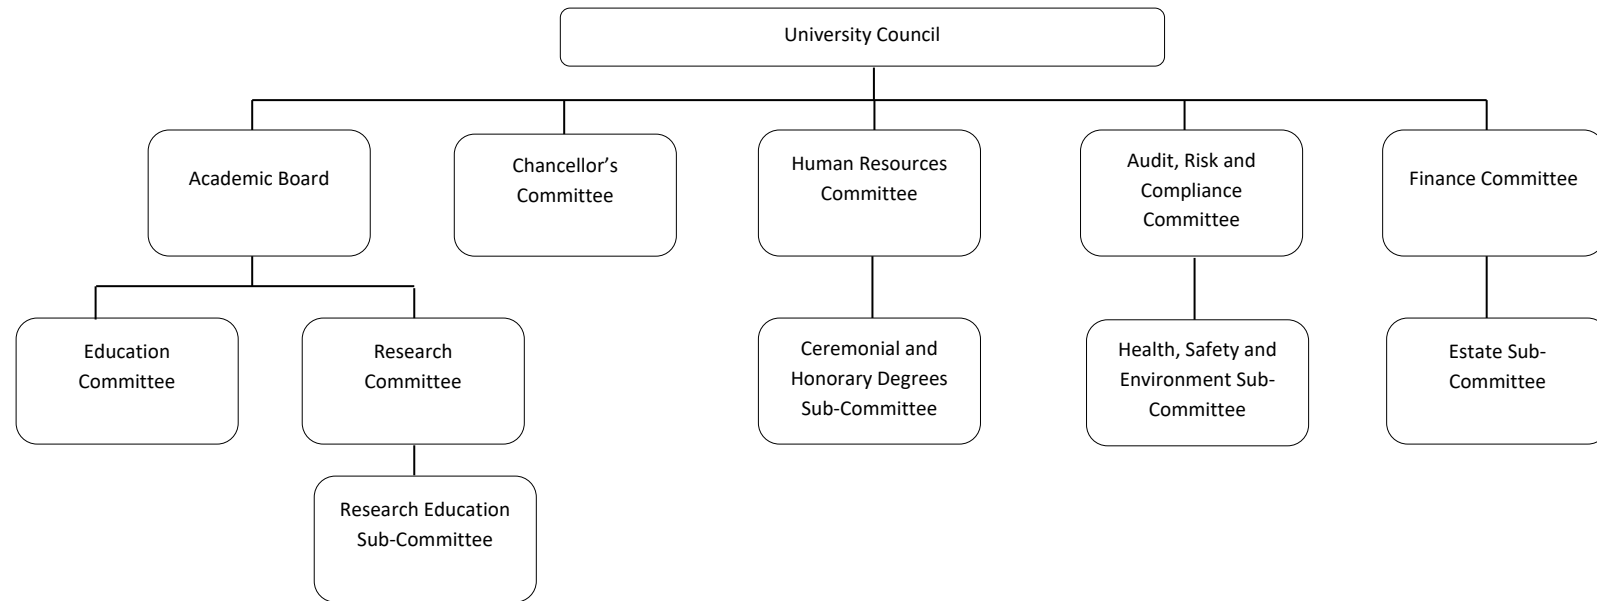 University Council
Academic Board
Chancellor’s
Committee
Human Resources
Committee
Audit, Risk and
Compliance
Committee
Finance Committee
Education
Committee
Research
Committee
Ceremonial and
Honorary Degrees
Sub-Committee
Health, Safety and
Environment Sub-
Committee
Estate Sub-
Committee
Research Education
Sub-Committee